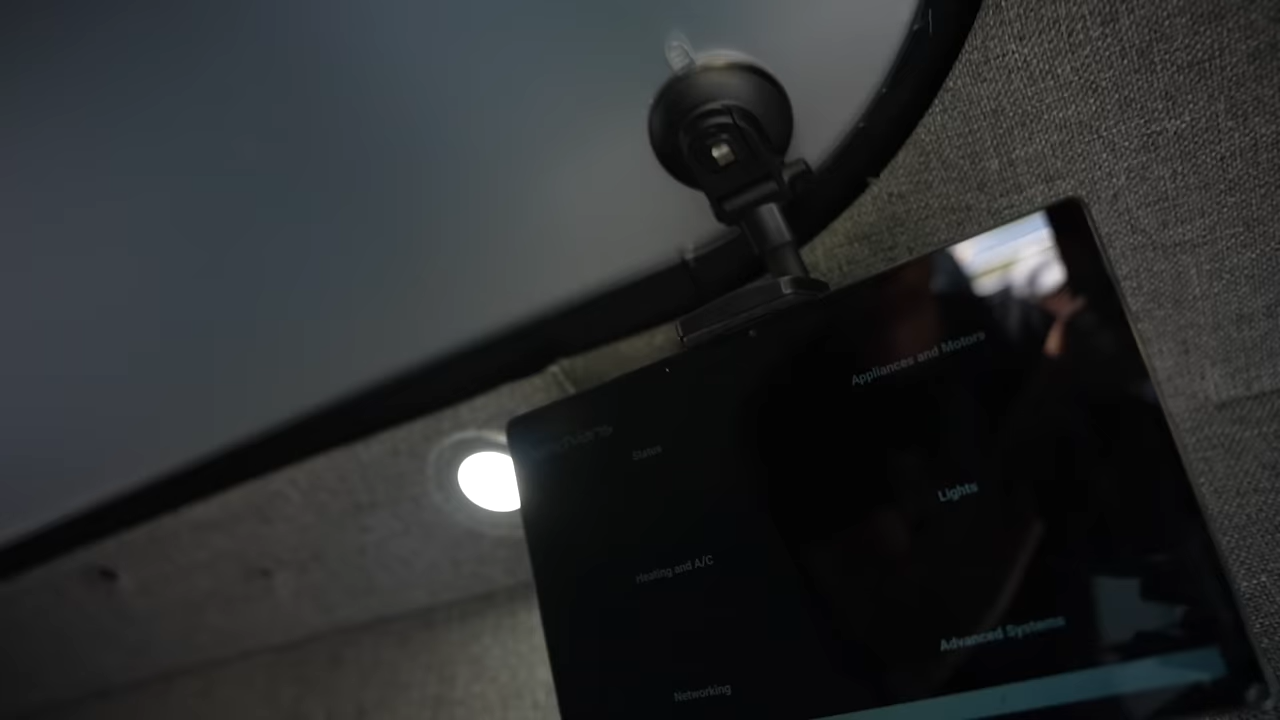 Status
Appliances and Motors
Heating and A/C
Lights
Networking
Advanced Systems